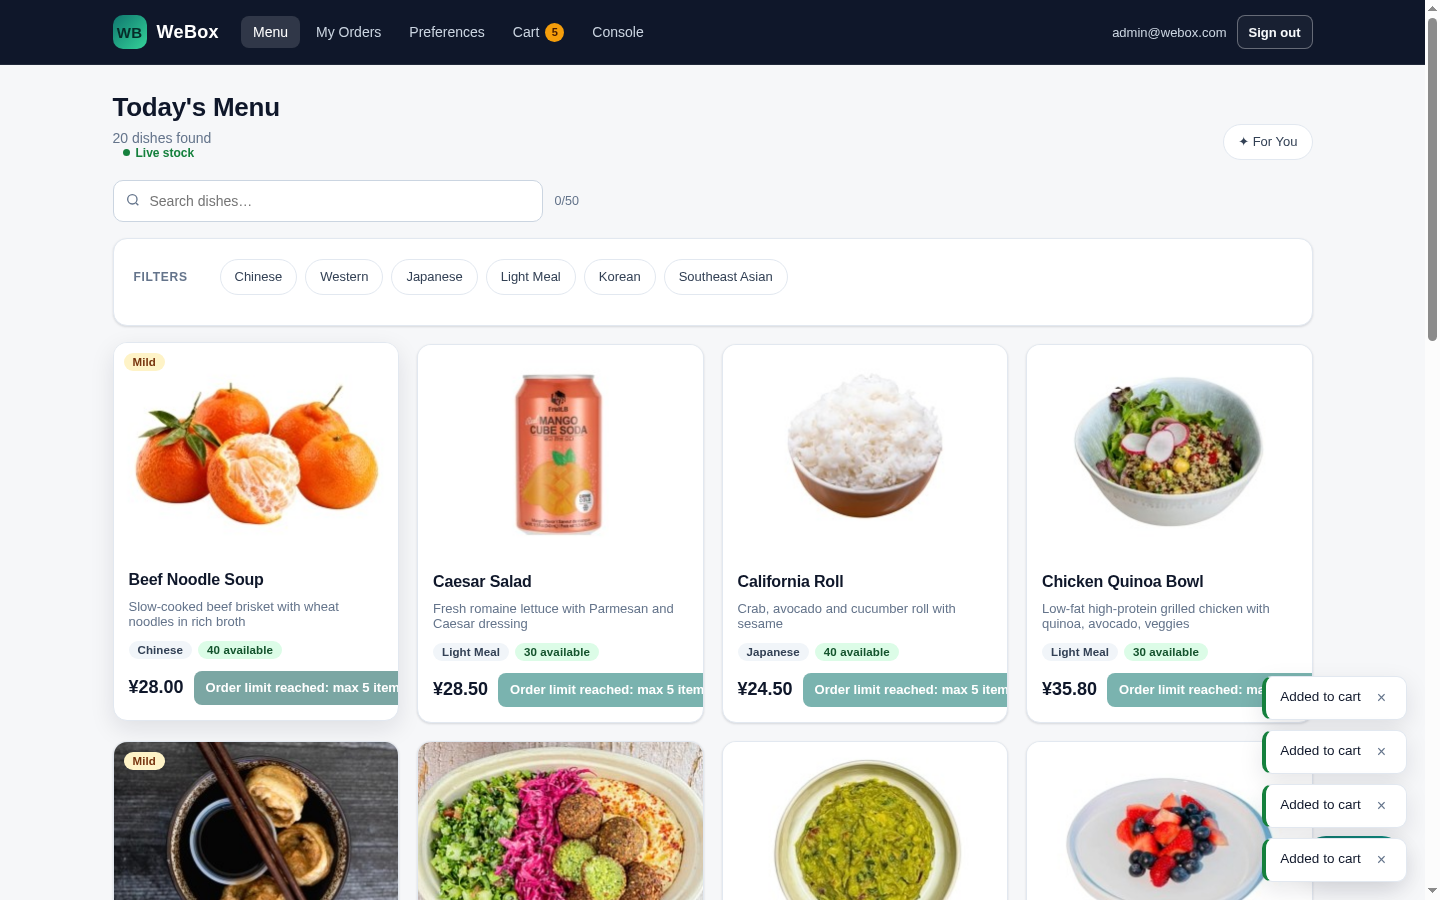 WB WeBox Menu My Orders Preferences Cart 5 Console admin@webox.com Sign out
Today's Menu
20 dishes found
Live stock
✦ For You
Search dishes…
0/50
FILTERS Chinese Western Japanese Light Meal Korean Southeast Asian
Mild
MANGO
CUBE SODA
Beef Noodle Soup
Slow-cooked beef brisket with wheat
noodles in rich broth
Chinese 40 available
¥28.00 Order limit reached: max 5 item
Caesar Salad
Fresh romaine lettuce with Parmesan and
Caesar dressing
Light Meal 30 available
¥28.50 Order limit reached: max 5 item
California Roll
Crab, avocado and cucumber roll with
sesame
Japanese 40 available
¥24.50 Order limit reached: max 5 item
Chicken Quinoa Bowl
Low-fat high-protein grilled chicken with
quinoa, avocado, veggies
Light Meal 30 available
¥35.80 Order limit reached: ma
Mild
Added to cart ×
Added to cart ×
Added to cart ×
Added to cart ×